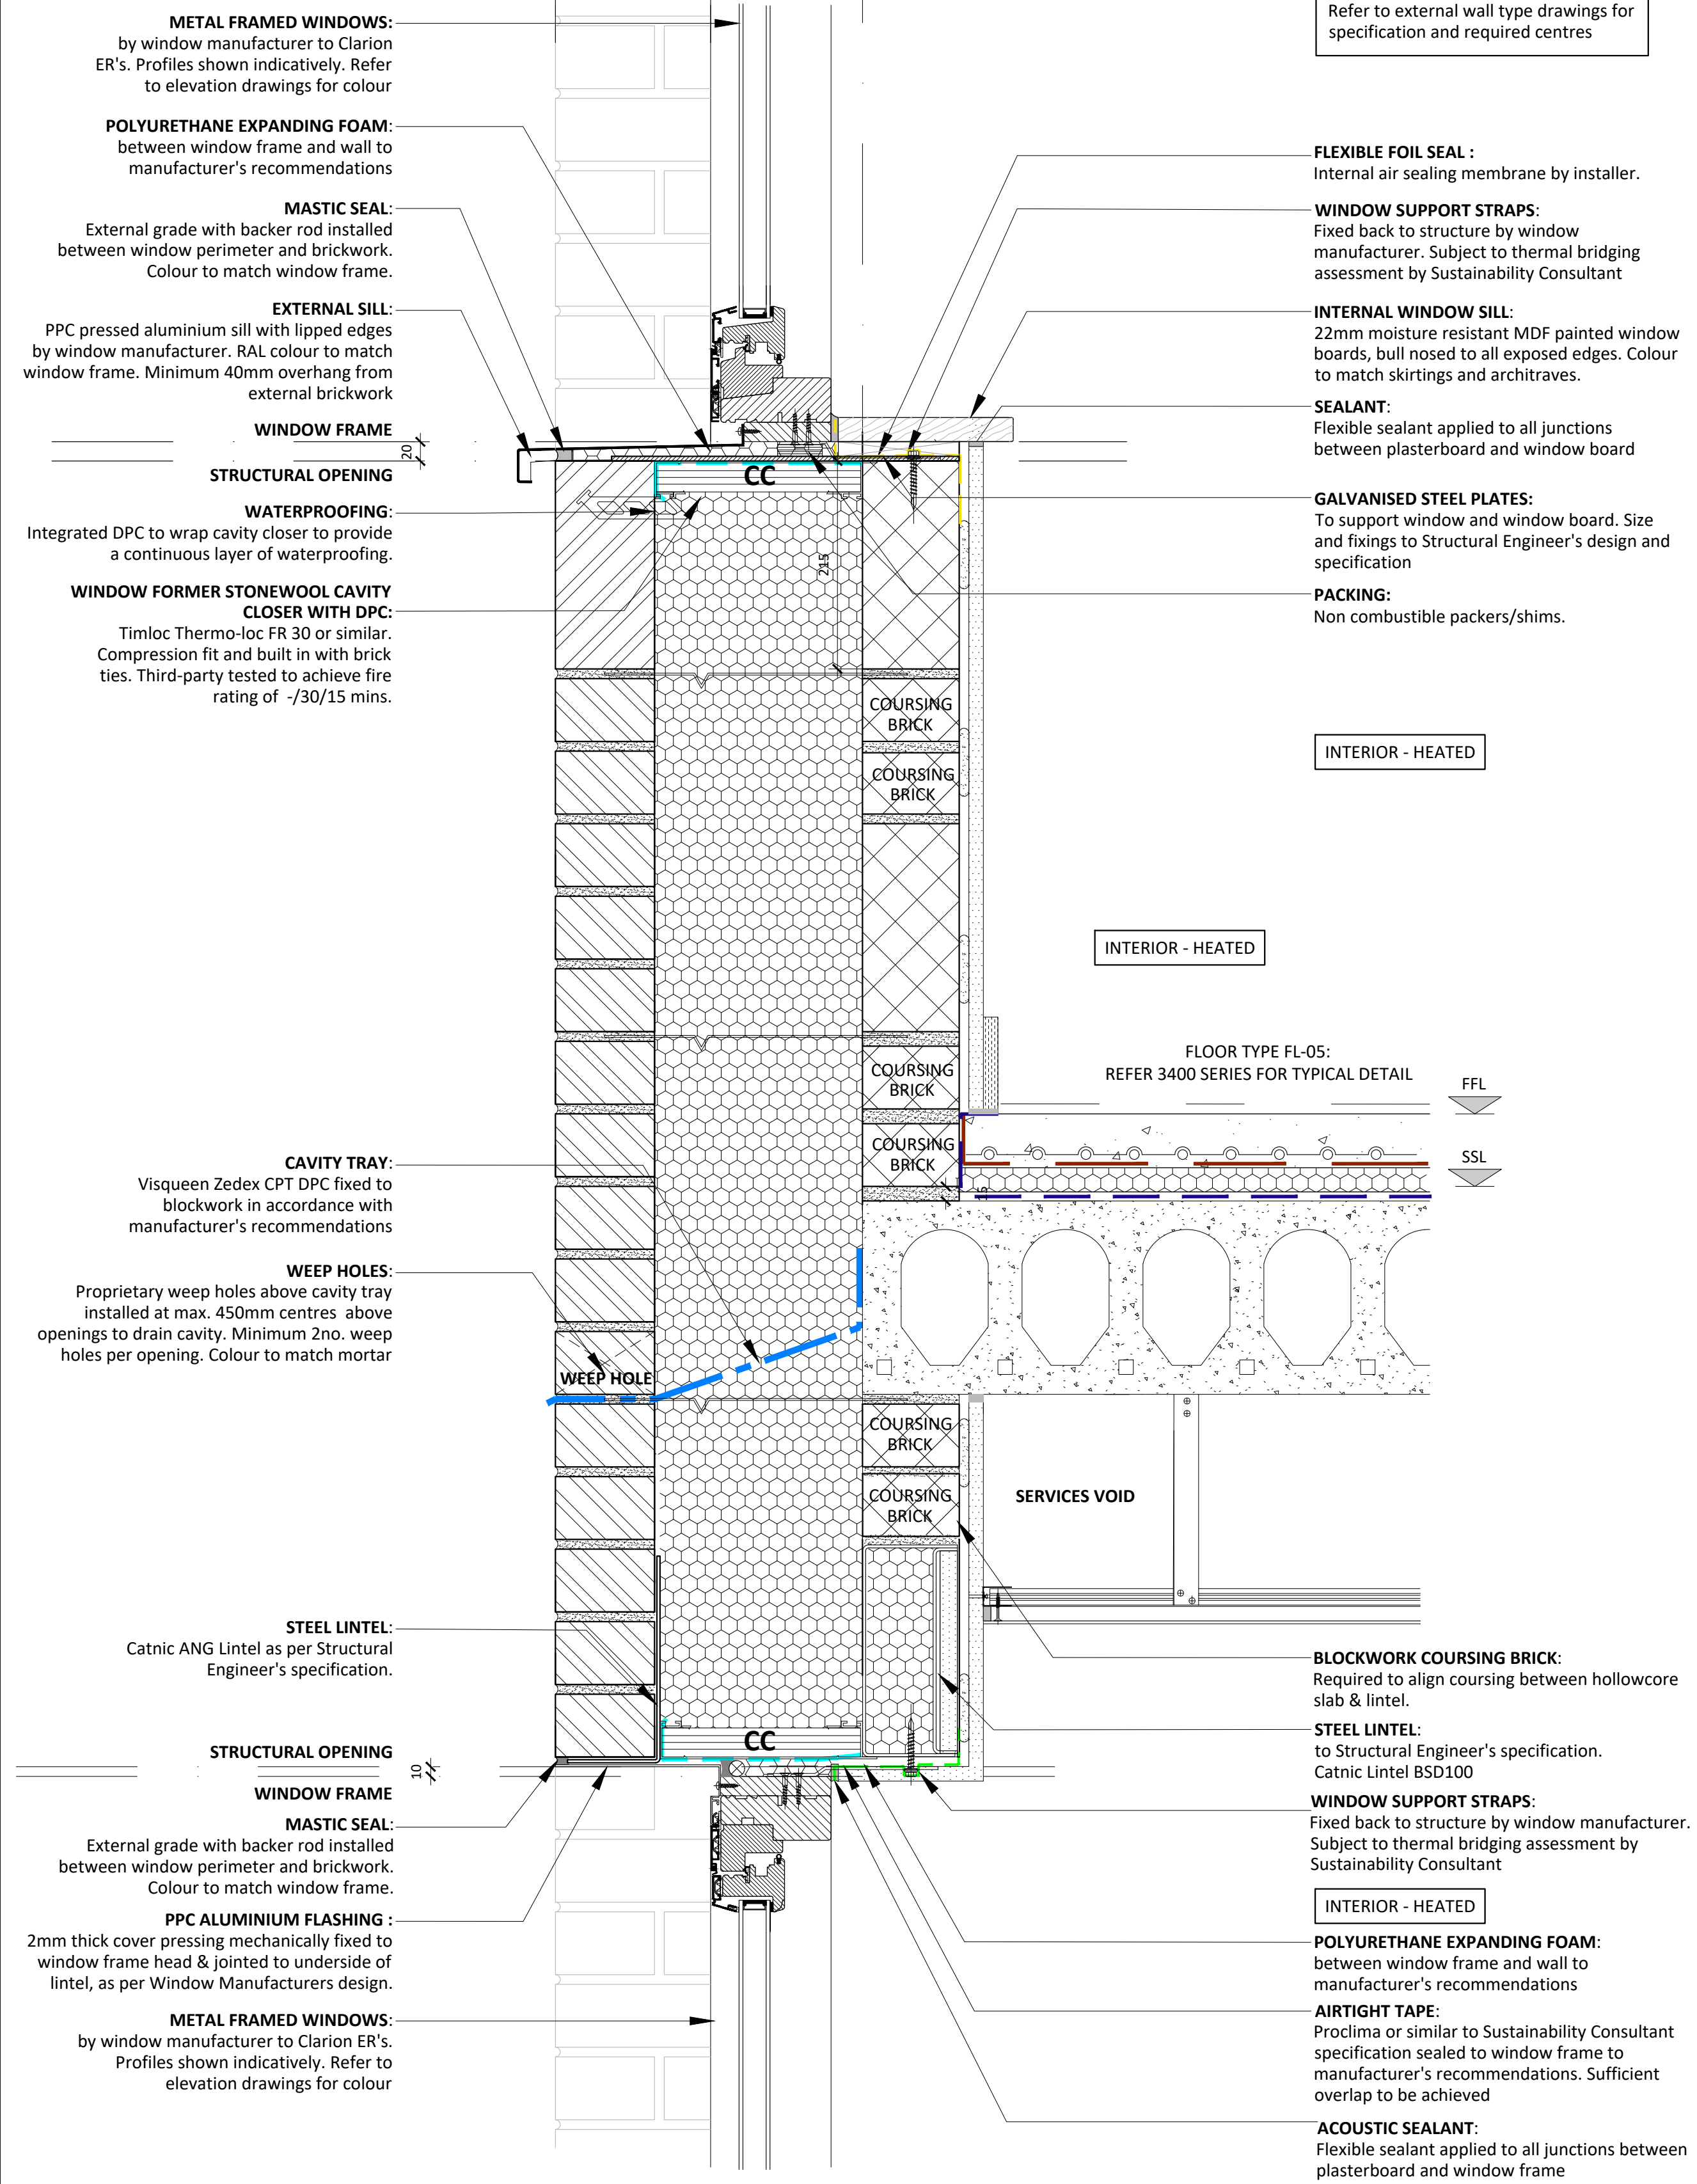 METAL FRAMED WINDOWS:
by window manufacturer to Clarion
ER's. Profiles shown indicatively. Refer
to elevation drawings for colour
POLYURETHANE EXPANDING FOAM:
between window frame and wall to
manufacturer's recommendations
MASTIC SEAL:
External grade with backer rod installed
between window perimeter and brickwork.
Colour to match window frame.
EXTERNAL SILL:
PPC pressed aluminium sill with lipped edges
by window manufacturer. RAL colour to match
window frame. Minimum 40mm overhang from
external brickwork
WINDOW FRAME
20
STRUCTURAL OPENING
WATERPROOFING:
Integrated DPC to wrap cavity closer to provide
a continuous layer of waterproofing.
WINDOW FORMER STONEWOOL CAVITY
CLOSER WITH DPC:
Timloc Thermo-loc FR 30 or similar.
Compression fit and built in with brick
ties. Third-party tested to achieve fire
rating of -/30/15 mins.
CAVITY TRAY:
Visqueen Zedex CPT DPC fixed to
blockwork in accordance with
manufacturer's recommendations
WEEP HOLES:
Proprietary weep holes above cavity tray
installed at max. 450mm centres above
openings to drain cavity. Minimum 2no. weep
holes per opening. Colour to match mortar
STEEL LINTEL:
Catnic ANG Lintel as per Structural
Engineer's specification.
STRUCTURAL OPENING
10
WINDOW FRAME
MASTIC SEAL:
External grade with backer rod installed
between window perimeter and brickwork.
Colour to match window frame.
PPC ALUMINIUM FLASHING :
2mm thick cover pressing mechanically fixed to
window frame head & jointed to underside of
lintel, as per Window Manufacturers design.
METAL FRAMED WINDOWS:
by window manufacturer to Clarion ER's.
Profiles shown indicatively. Refer to
elevation drawings for colour
CC
215
COURSING
BRICK
COURSING
BRICK
COURSING
BRICK
COURSING
BRICK
15
WEEP HOLE
COURSING
BRICK
COURSING
BRICK
CC
Refer to external wall type drawings for
specification and required centres
FLEXIBLE FOIL SEAL :
Internal air sealing membrane by installer.
WINDOW SUPPORT STRAPS:
Fixed back to structure by window
manufacturer. Subject to thermal bridging
assessment by Sustainability Consultant
INTERNAL WINDOW SILL:
22mm moisture resistant MDF painted window
boards, bull nosed to all exposed edges. Colour
to match skirtings and architraves.
SEALANT:
Flexible sealant applied to all junctions
between plasterboard and window board
GALVANISED STEEL PLATES:
To support window and window board. Size
and fixings to Structural Engineer's design and
specification
PACKING:
Non combustible packers/shims.
INTERIOR - HEATED
INTERIOR - HEATED
FLOOR TYPE FL-05:
REFER 3400 SERIES FOR TYPICAL DETAIL
FFL
SSL
SERVICES VOID
BLOCKWORK COURSING BRICK:
Required to align coursing between hollowcore
slab & lintel.
STEEL LINTEL:
to Structural Engineer's specification.
Catnic Lintel BSD100
WINDOW SUPPORT STRAPS:
Fixed back to structure by window manufacturer.
Subject to thermal bridging assessment by
Sustainability Consultant
INTERIOR - HEATED
POLYURETHANE EXPANDING FOAM:
between window frame and wall to
manufacturer's recommendations
AIRTIGHT TAPE:
Proclima or similar to Sustainability Consultant
specification sealed to window frame to
manufacturer's recommendations. Sufficient
overlap to be achieved
ACOUSTIC SEALANT:
Flexible sealant applied to all junctions between
plasterboard and window frame